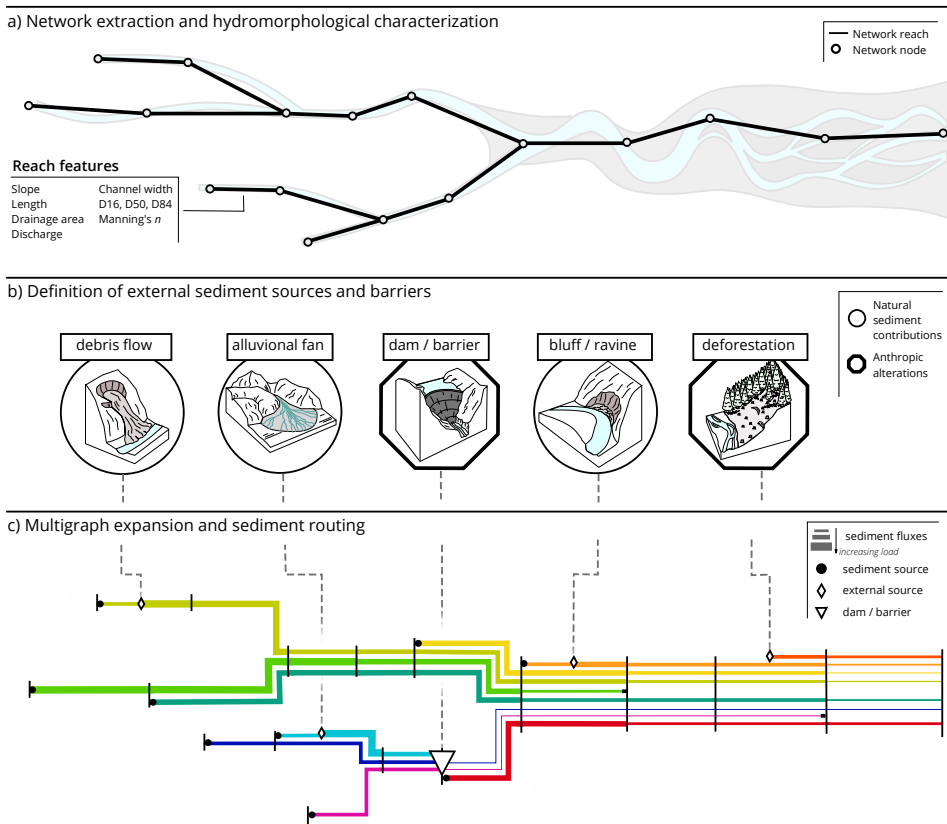 a) Network extraction and hydromorphological characterization
Network reach
Network node
Reach features
Slope
Length
Drainage area
Discharge
Channel width
D16, D50, D84
Manning's n
b) Definition of external sediment sources and barriers
Natural
sediment
contributions
Anthropic
alterations
debris flow
alluvional fan
dam / barrier
bluff / ravine
deforestation
c) Multigraph expansion and sediment routing
sediment fluxes
increasing load
sediment source
external source
dam / barrier